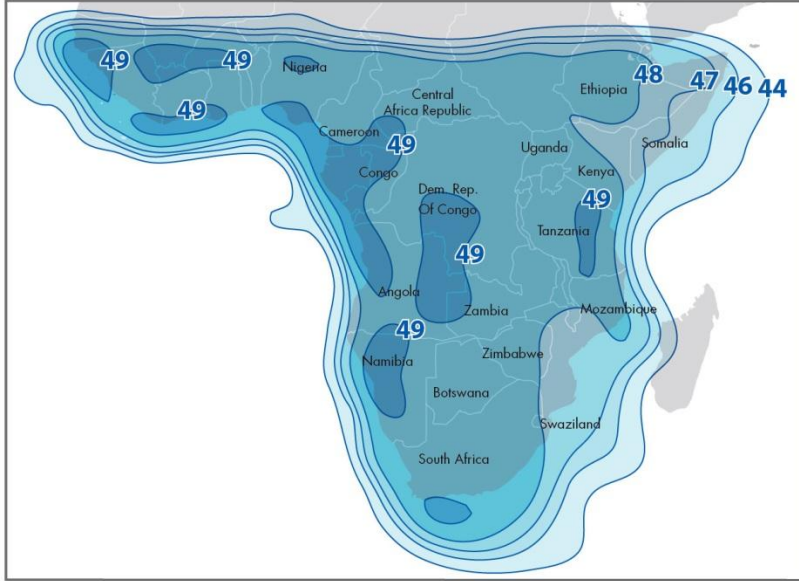 49
49
Nigeria
48
47
46
44
Ethiopia
Central
Africa Republic
49
Cameroon
49
Uganda
Somalia
Congo
Kenya
Dem. Rep.
Of Congo
49
Tanzania
49
Angola
Zambia
Mozambique
49
Namibia
Zimbabwe
Botswana
Swaziland
South Africa